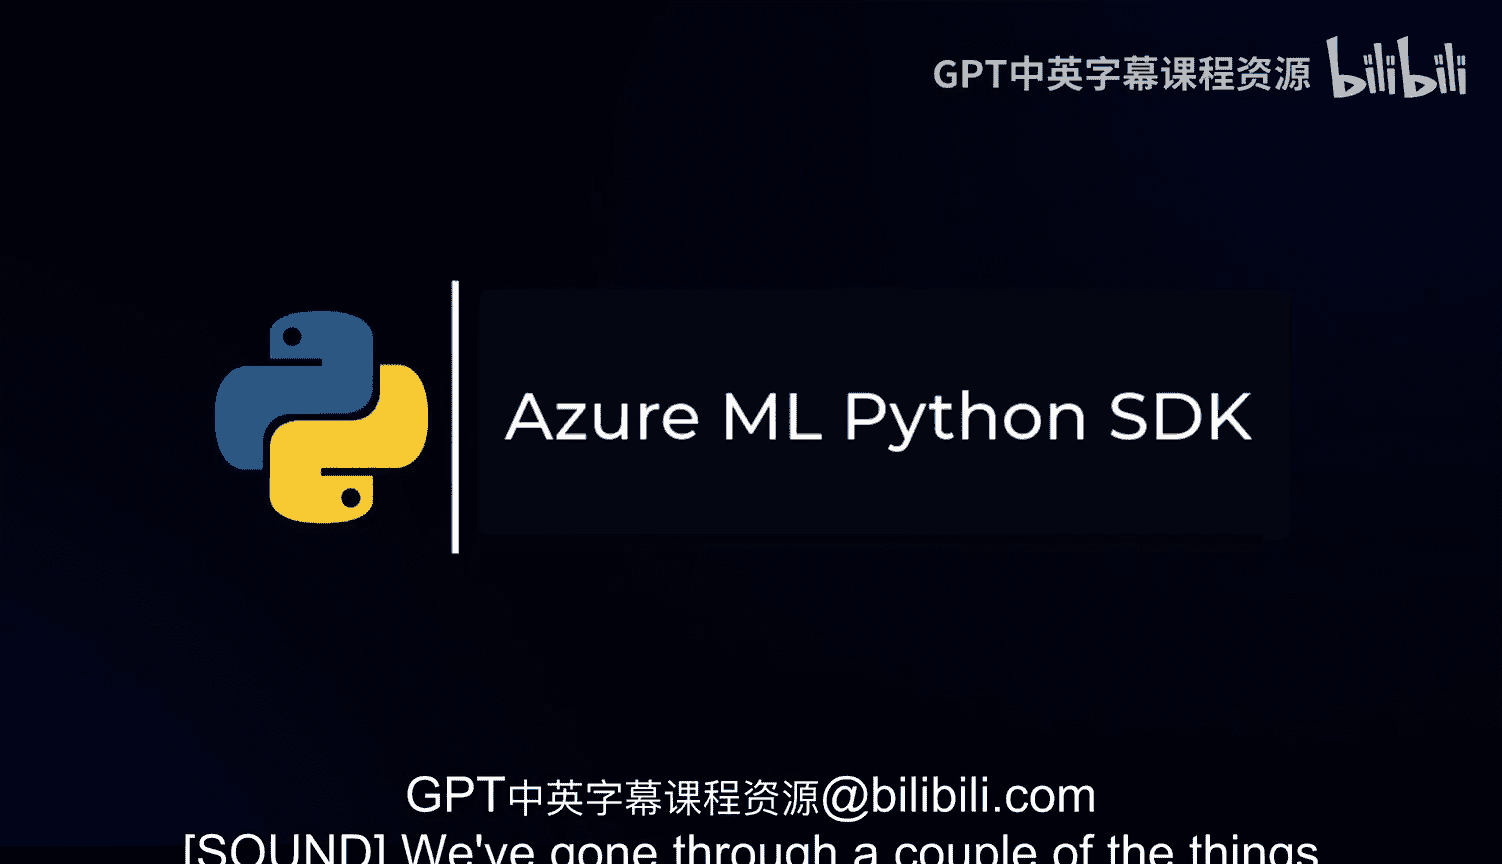 GPT中英字幕课程资源 bilibili
Azure ML Python SDK
GPT中英字幕课程资源@bilibili.com
[SOUND] We've gone through a couple of the things